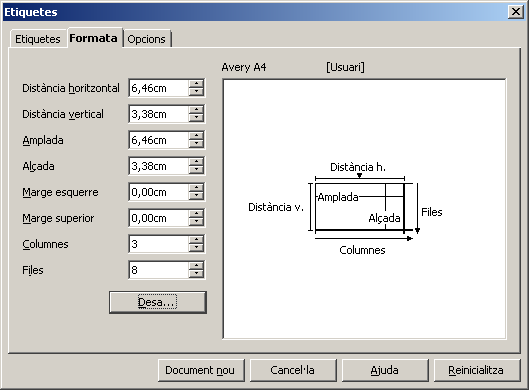 Etiquetes
Etiquetes Formata Opcions
Avery A4 [Usuari]
Distància horitzontal 6,46cm
Distància vertical 3,38cm
Amplada 6,46cm
Alçada 3,38cm
Marge esquerre 0,00cm
Marge superior 0,00cm
Columnes 3
Files 8
Desa...
Distància h.
Amplada
Distància v.
Alçada
Files
Columnes
Document nou Cancel·la Ajuda Reinicialitza